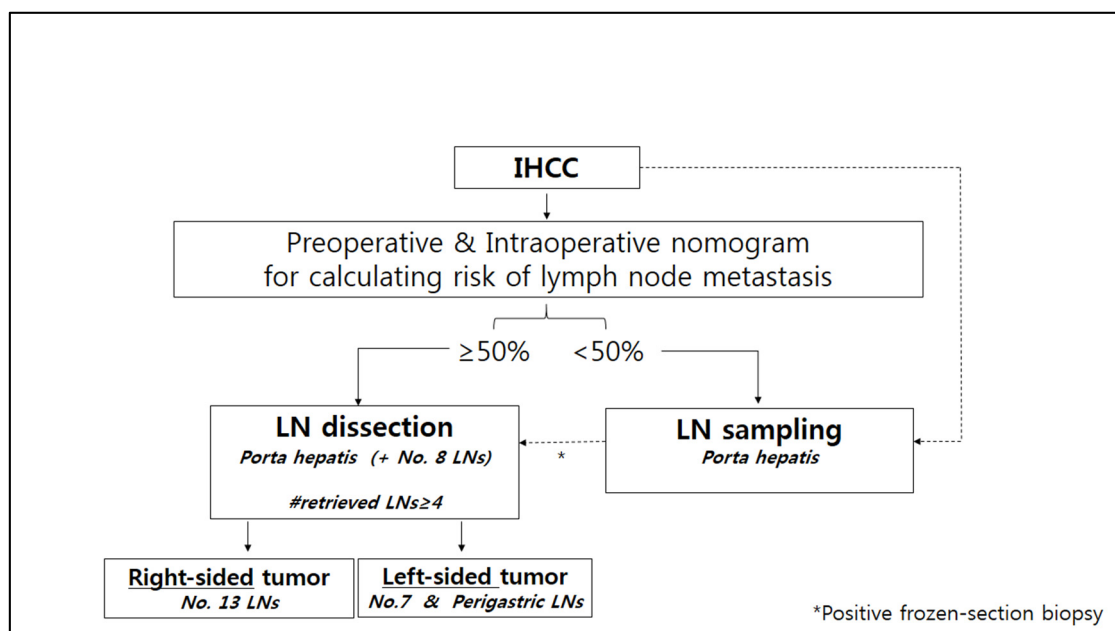 IHCC
Preoperative & Intraoperative nomogram
for calculating risk of lymph node metastasis
≥50% <50%
LN dissection
Porta hepatis (+ No. 8 LNs)
#retrieved LNs≥4
*
LN sampling
Porta hepatis
Right-sided tumor
No. 13 LNs
Left-sided tumor
No.7 & Perigastric LNs
*Positive frozen-section biopsy